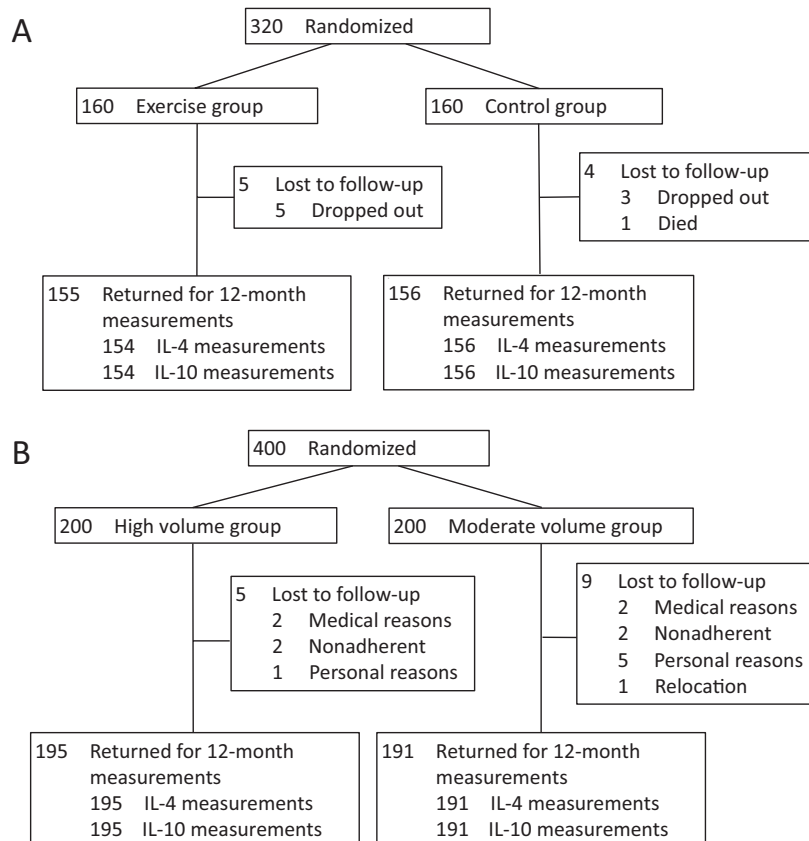 A
320 Randomized
160 Exercise group
160 Control group
5 Lost to follow-up
5 Dropped out
4 Lost to follow-up
3 Dropped out
1 Died
155 Returned for 12-month
measurements
154 IL-4 measurements
154 IL-10 measurements
156 Returned for 12-month
measurements
156 IL-4 measurements
156 IL-10 measurements
B
400 Randomized
200 High volume group
200 Moderate volume group
5 Lost to follow-up
2 Medical reasons
2 Nonadherent
1 Personal reasons
9 Lost to follow-up
2 Medical reasons
2 Nonadherent
5 Personal reasons
1 Relocation
195 Returned for 12-month
measurements
195 IL-4 measurements
195 IL-10 measurements
191 Returned for 12-month
measurements
191 IL-4 measurements
191 IL-10 measurements